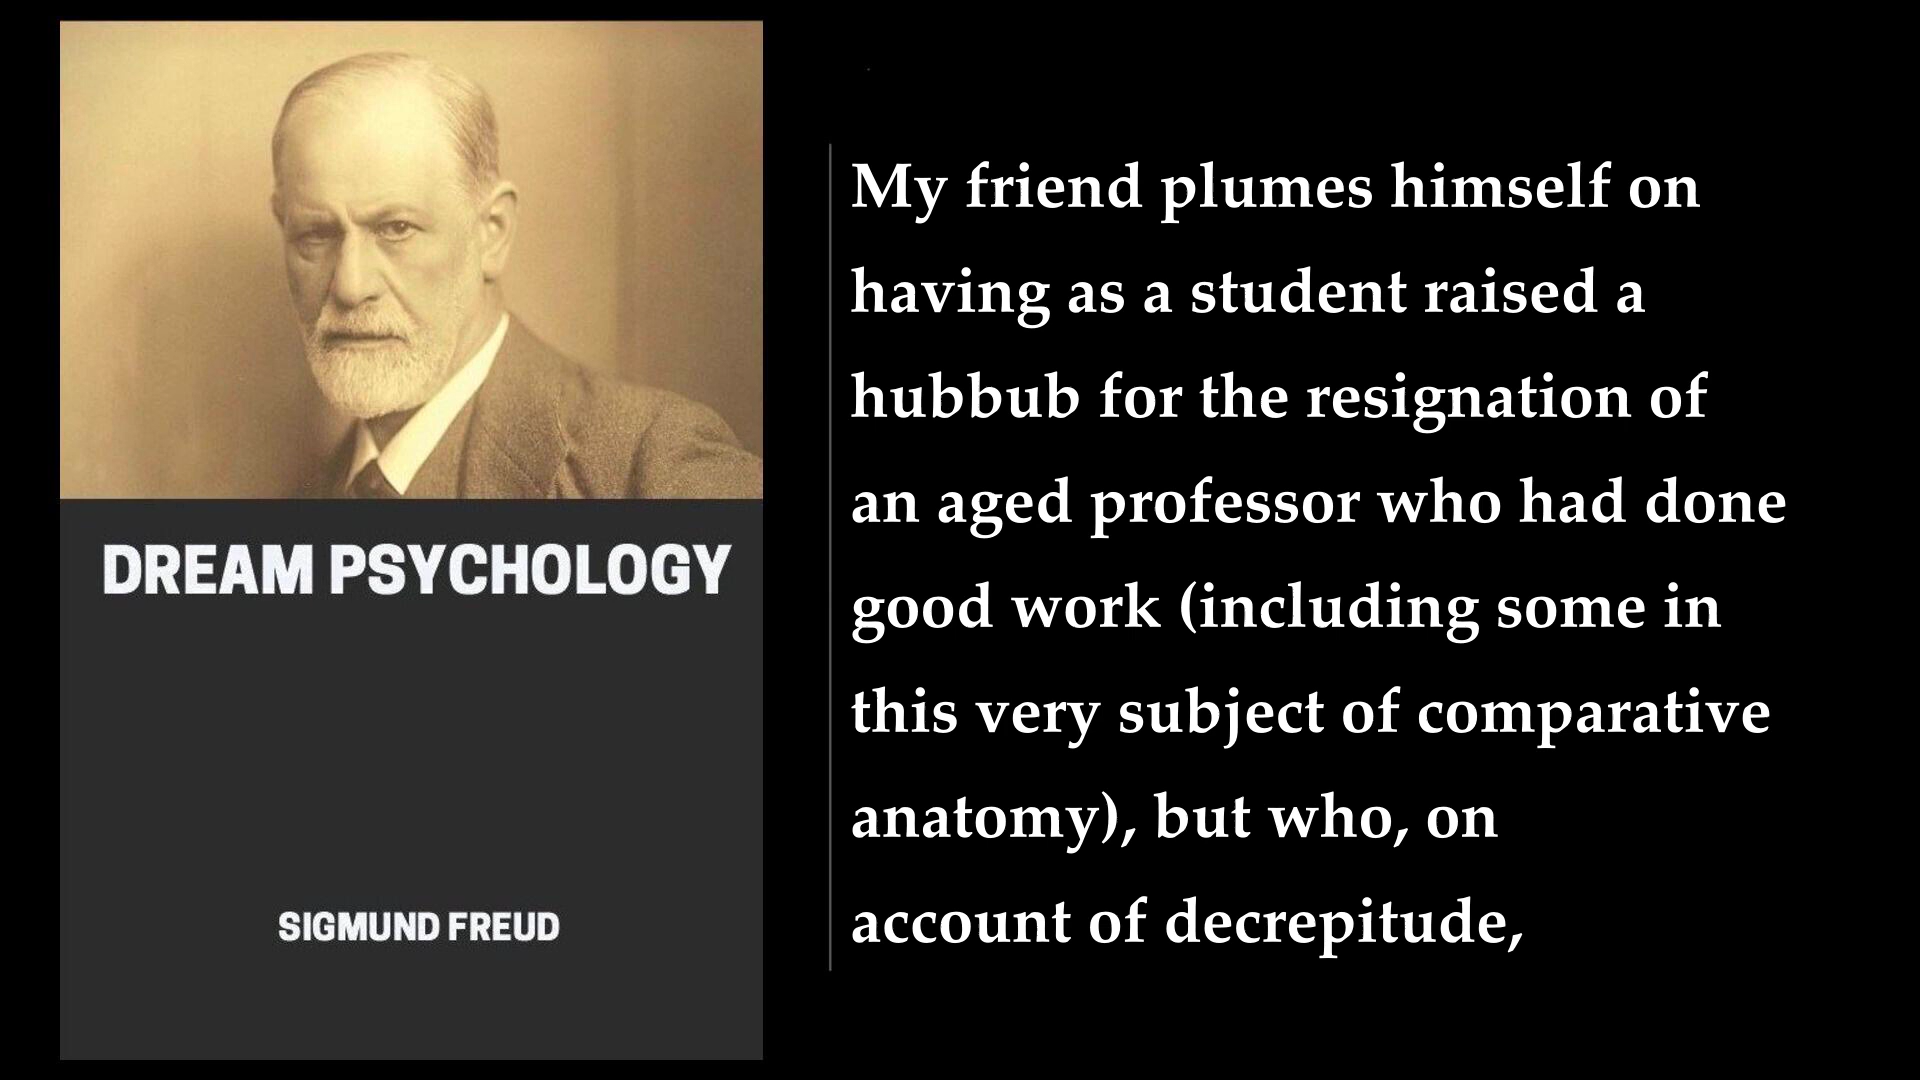 DREAM PSYCHOLOGY
SIGMUND FREUD
My friend plumes himself on
having as a student raised a
hubbub for the resignation of
an aged professor who had done
good work (including some in
this very subject of comparative
anatomy), but who, on
account of decrepitude,